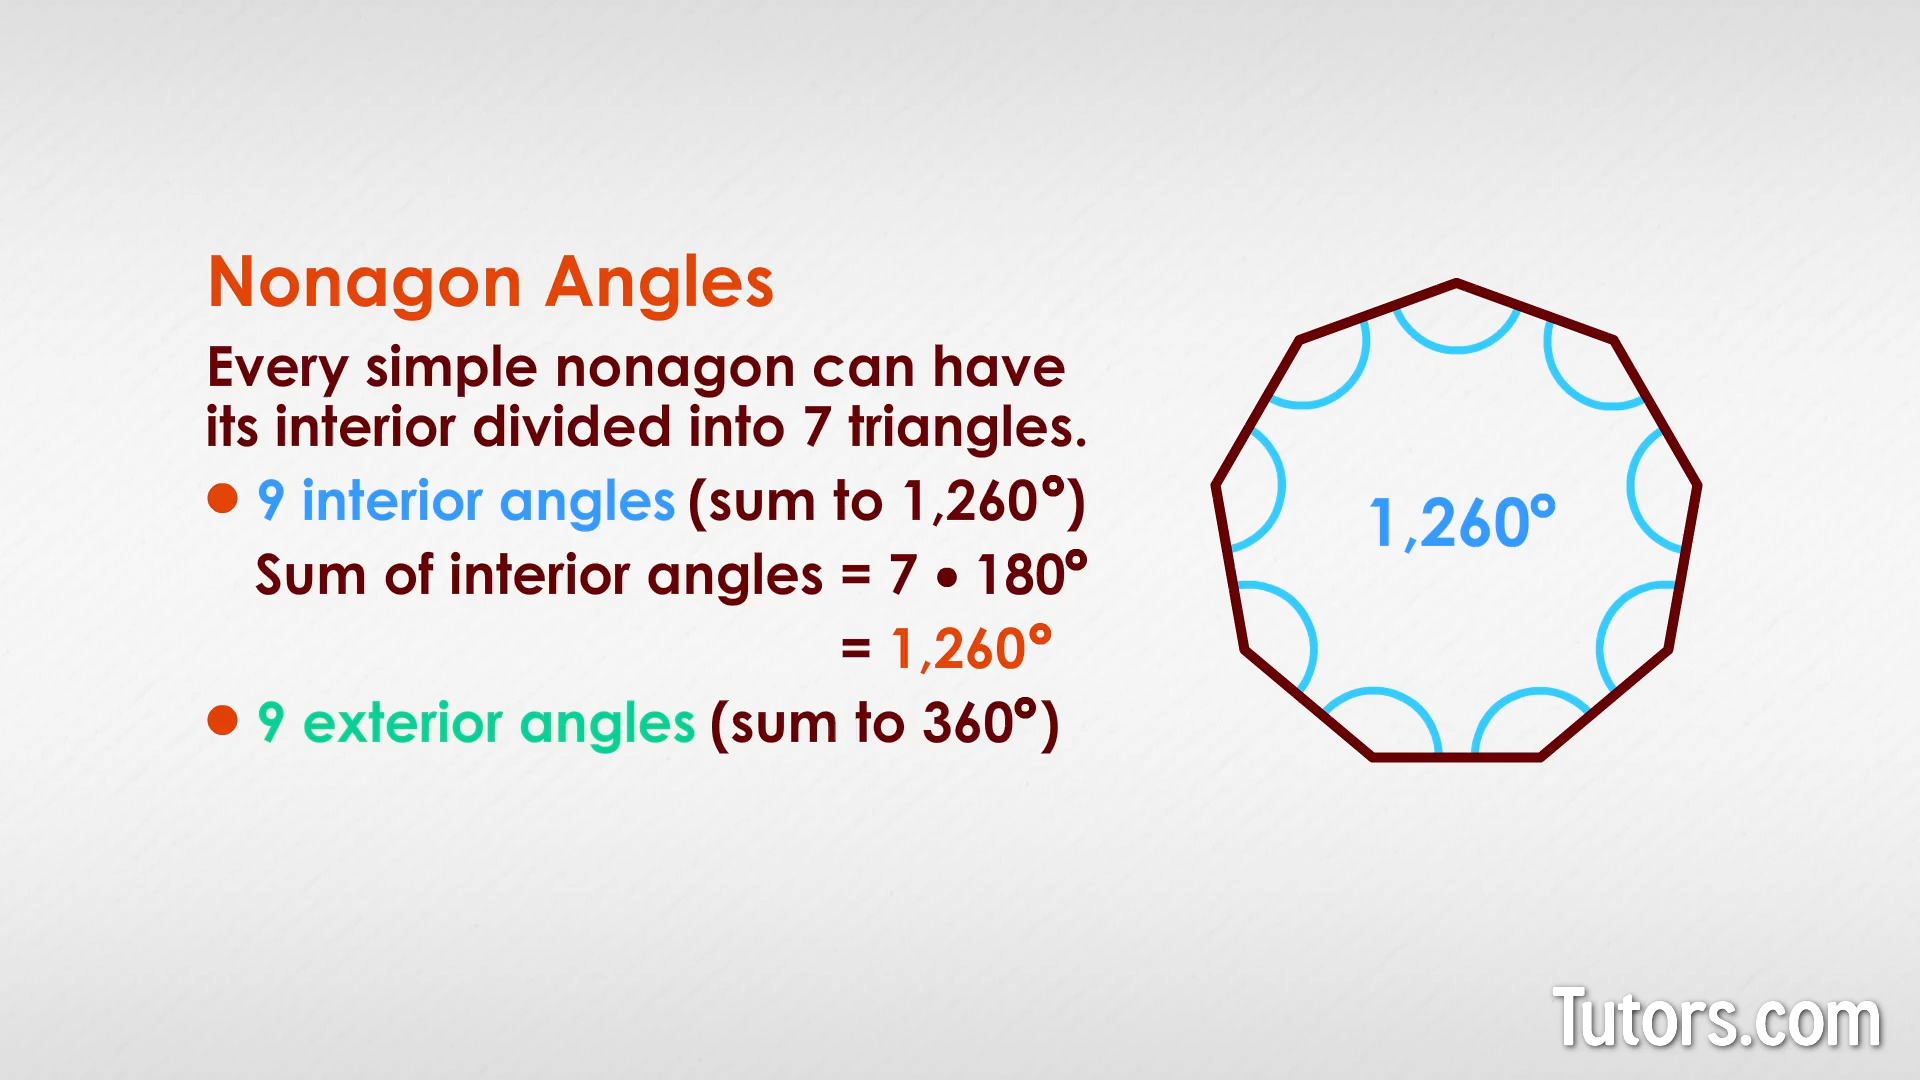 Nonagon Angles
Every simple nonagon can have
its interior divided into 7 triangles.
● 9 interior angles (sum to 1,260°)
Sum of interior angles = 7 • 180°
= 1,260°
● 9 exterior angles (sum to 360°)
1,260°
Tutors.com